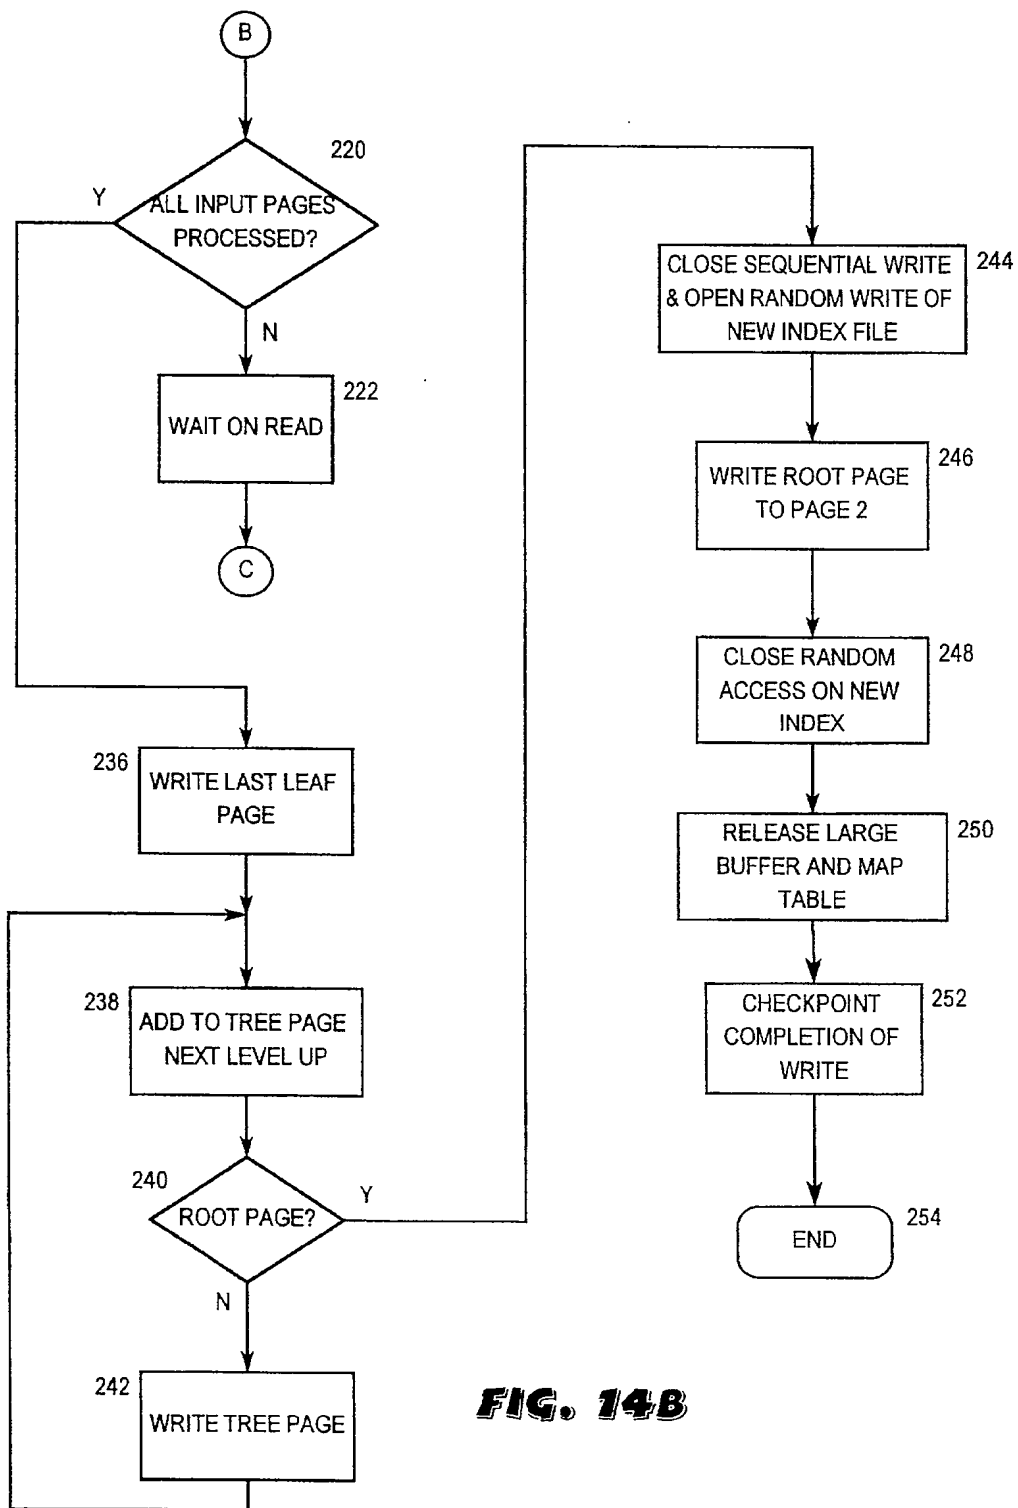 B
220
Y
ALL INPUT PAGES
PROCESSED?
N
222
WAIT ON READ
C
236
WRITE LAST LEAF
PAGE
238
ADD TO TREE PAGE
NEXT LEVEL UP
240
Y
ROOT PAGE?
N
242
WRITE TREE PAGE
244
CLOSE SEQUENTIAL WRITE
& OPEN RANDOM WRITE OF
NEW INDEX FILE
246
WRITE ROOT PAGE
TO PAGE 2
248
CLOSE RANDOM
ACCESS ON NEW
INDEX
250
RELEASE LARGE
BUFFER AND MAP
TABLE
252
CHECKPOINT
COMPLETION OF
WRITE
254
END
FIG. 14B